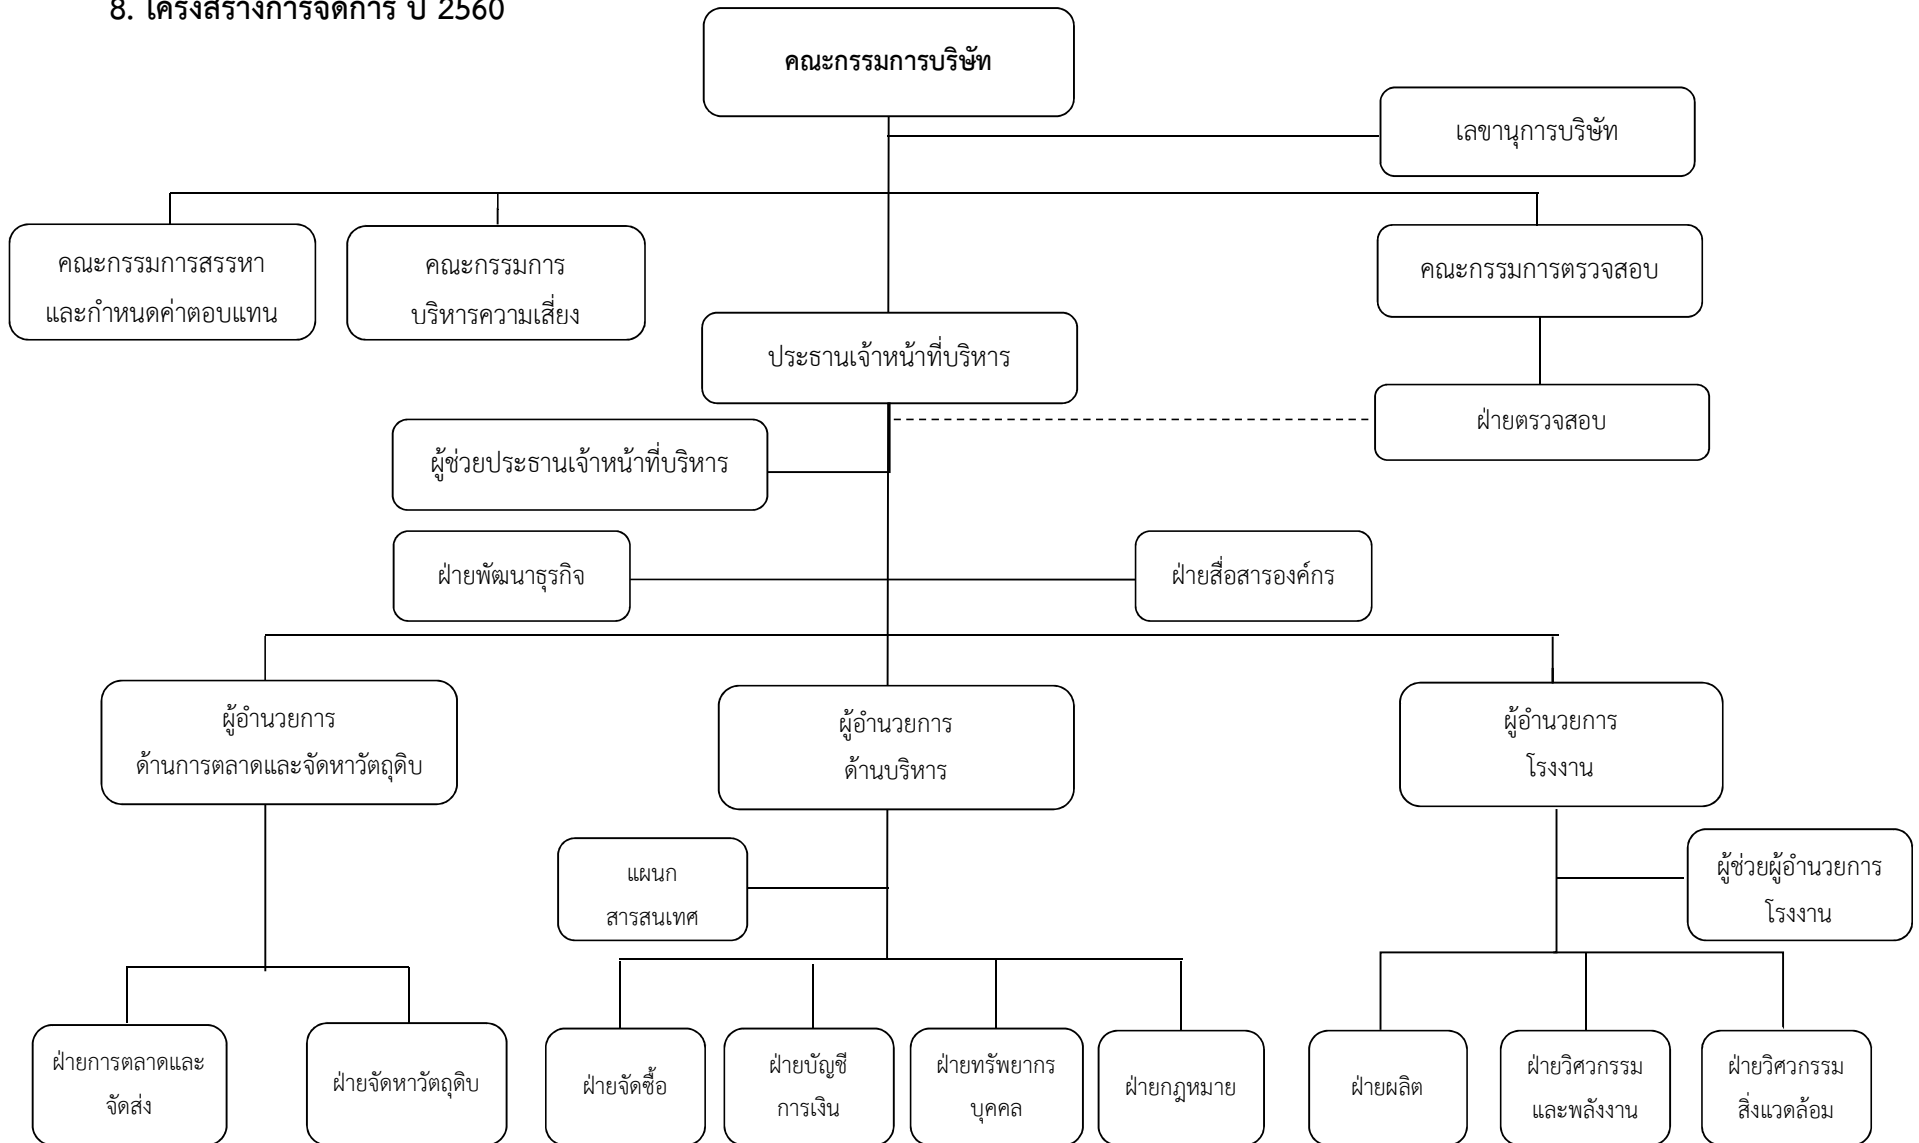 8. โครงสร้างการจัดการ ปี 2560
คณะกรรมการบริษัท
เลขานุการบริษัท
คณะกรรมการสรรหา
และกำหนดค่าตอบแทน
คณะกรรมการ
บริหารความเสี่ยง
คณะกรรมการตรวจสอบ
ประธานเจ้าหน้าที่บริหาร
ฝ่ายตรวจสอบ
ผู้ช่วยประธานเจ้าหน้าที่บริหาร
ฝ่ายพัฒนาธุรกิจ
ฝ่ายสื่อสารองค์กร
ผู้อำนวยการ
ด้านการตลาดและจัดหาวัตถุดิบ
ผู้อำนวยการ
ด้านบริหาร
ผู้อำนวยการ
โรงงาน
แผนก
สารสนเทศ
ผู้ช่วยผู้อำนวยการ
โรงงาน
ฝ่ายการตลาดและ
จัดส่ง
ฝ่ายจัดหาวัตถุดิบ
ฝ่ายจัดซื้อ
ฝ่ายบัญชี
การเงิน
ฝ่ายทรัพยากร
บุคคล
ฝ่ายกฎหมาย
ฝ่ายผลิต
ฝ่ายวิศวกรรม
และพลังงาน
ฝ่ายวิศวกรรม
สิ่งแวดล้อม